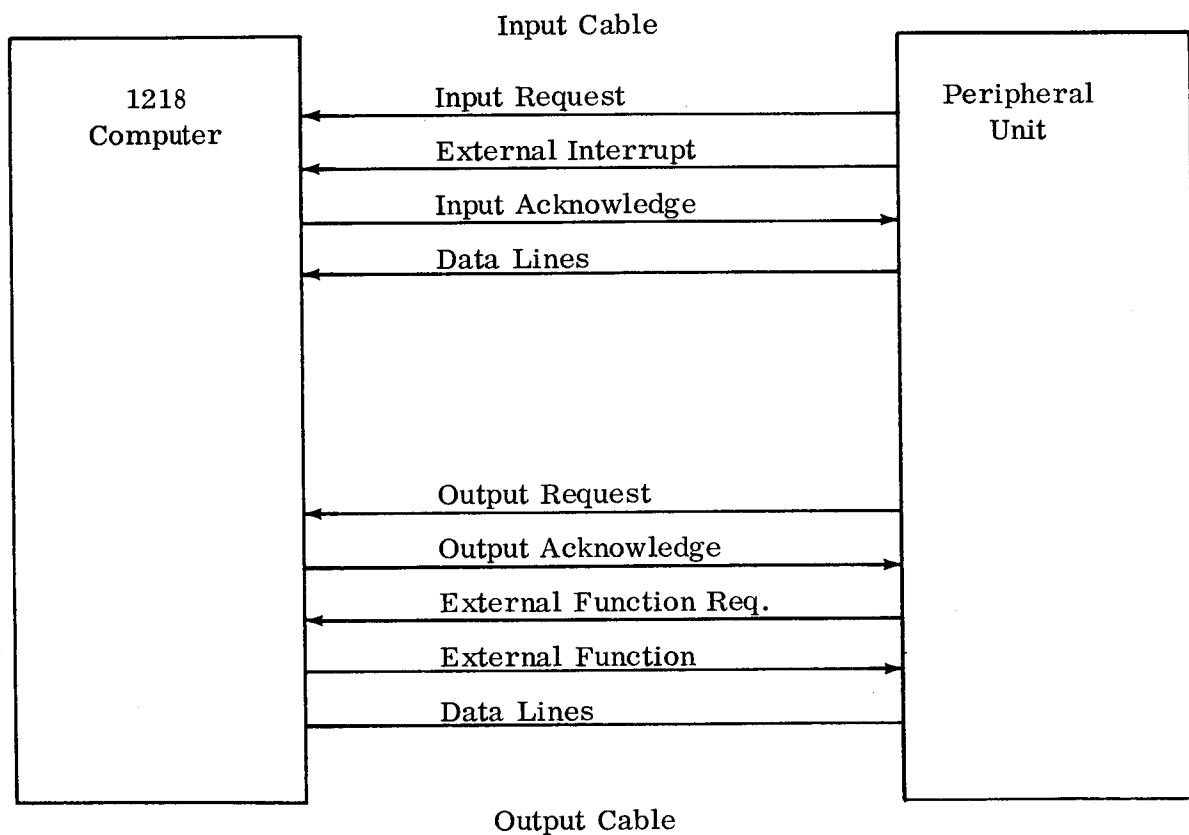 Input Cable
1218
Computer
Peripheral
Unit
Input Request
External Interrupt
Input Acknowledge
Data Lines
Output Request
Output Acknowledge
External Function Req.
External Function
Data Lines
Output Cable